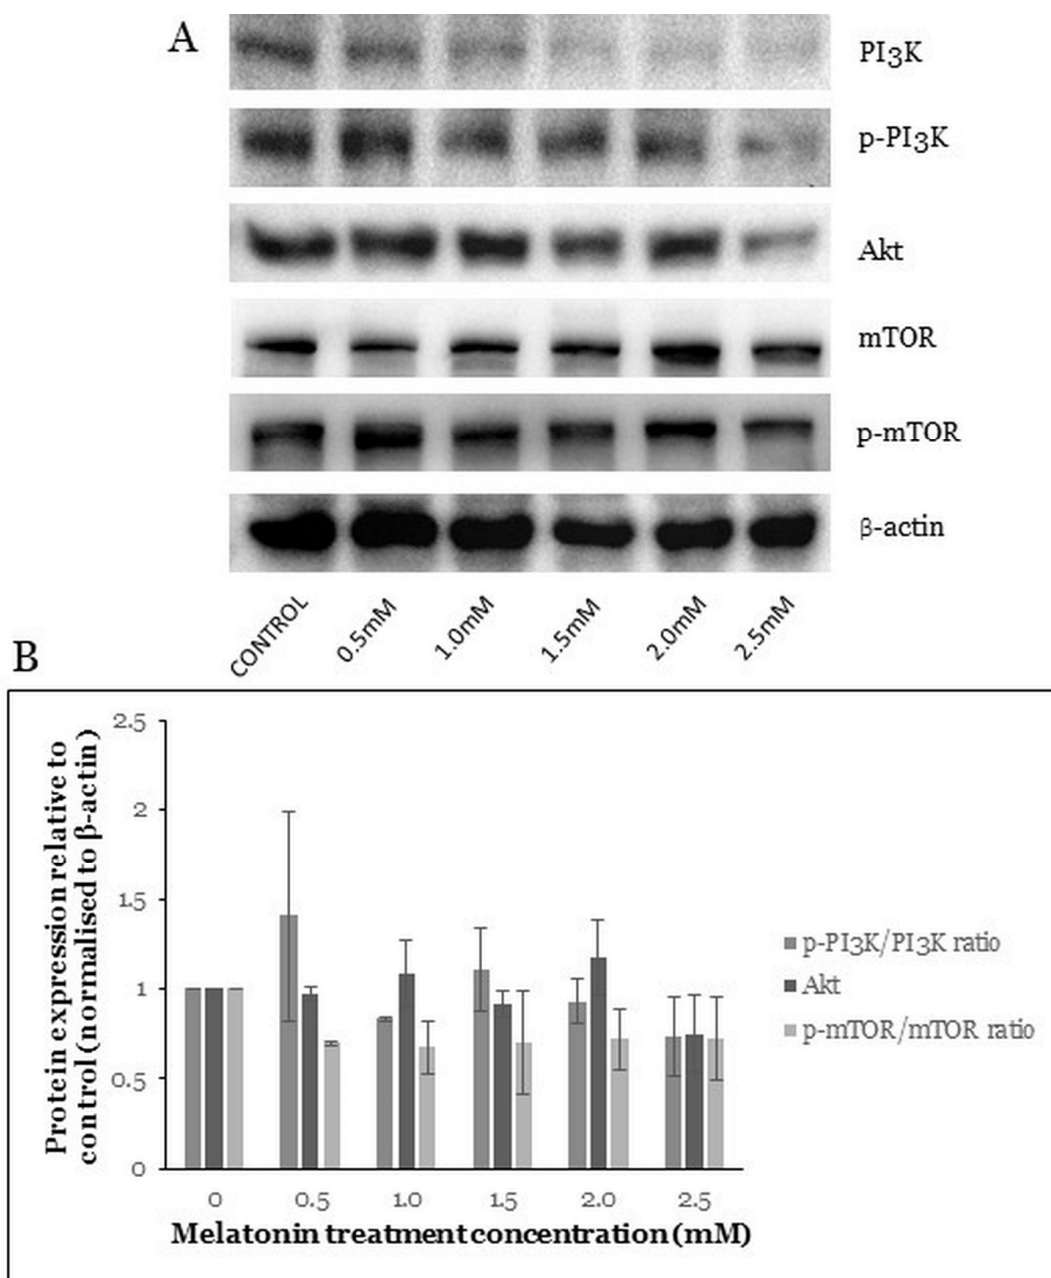 A
PI3K
p-PI3K
Akt
mTOR
p-mTOR
β-actin
CONTROL
0.5mM
1.0mM
1.5mM
2.0mM
2.5mM
B
Protein expression relative to
control (normalised to β-actin)
2.5
2
1.5
1
0.5
0
0
0.5
1.0
1.5
2.0
2.5
Melatonin treatment concentration (mM)
p-PI3K/PI3K ratio
Akt
p-mTOR/mTOR ratio